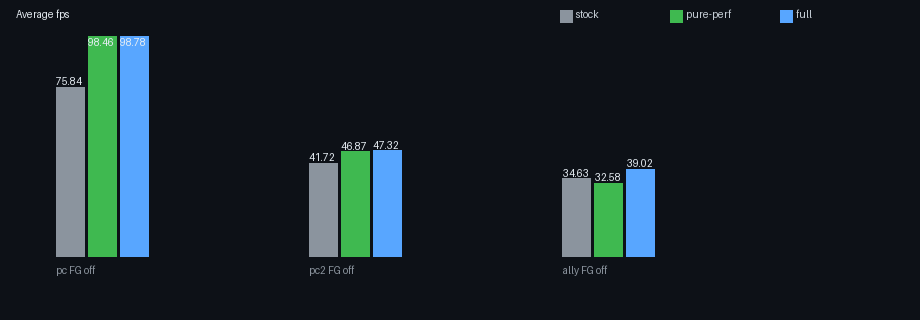 Average fps
stock
pure-perf
full
98.46
98.78
75.84
41.72
46.87
47.32
34.63
32.58
39.02
pc FG off
pc2 FG off
ally FG off